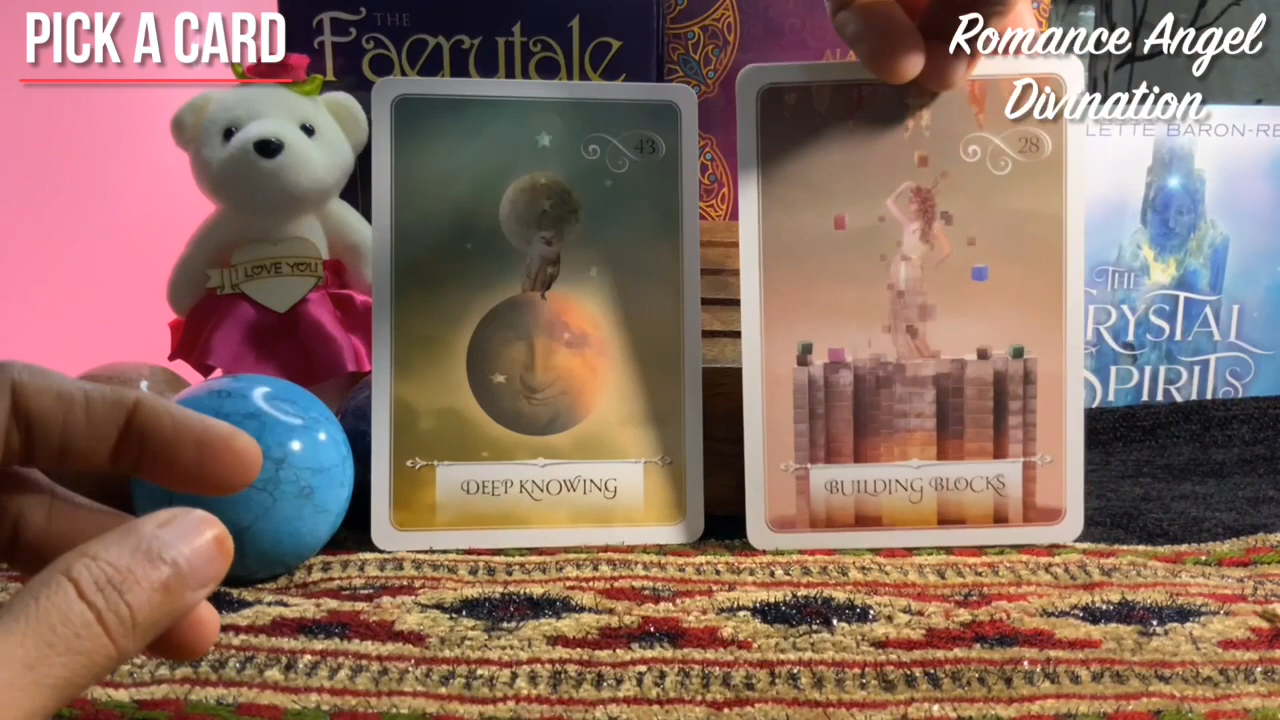 PICK A CARD
Romance Angel
Divination
THE
Faerytale
LETTE BARON-RE
I LOVE YOU
43
28
THE
CRYSTAL
SPIRITS
DEEP KNOWING
BUILDING BLOCKS